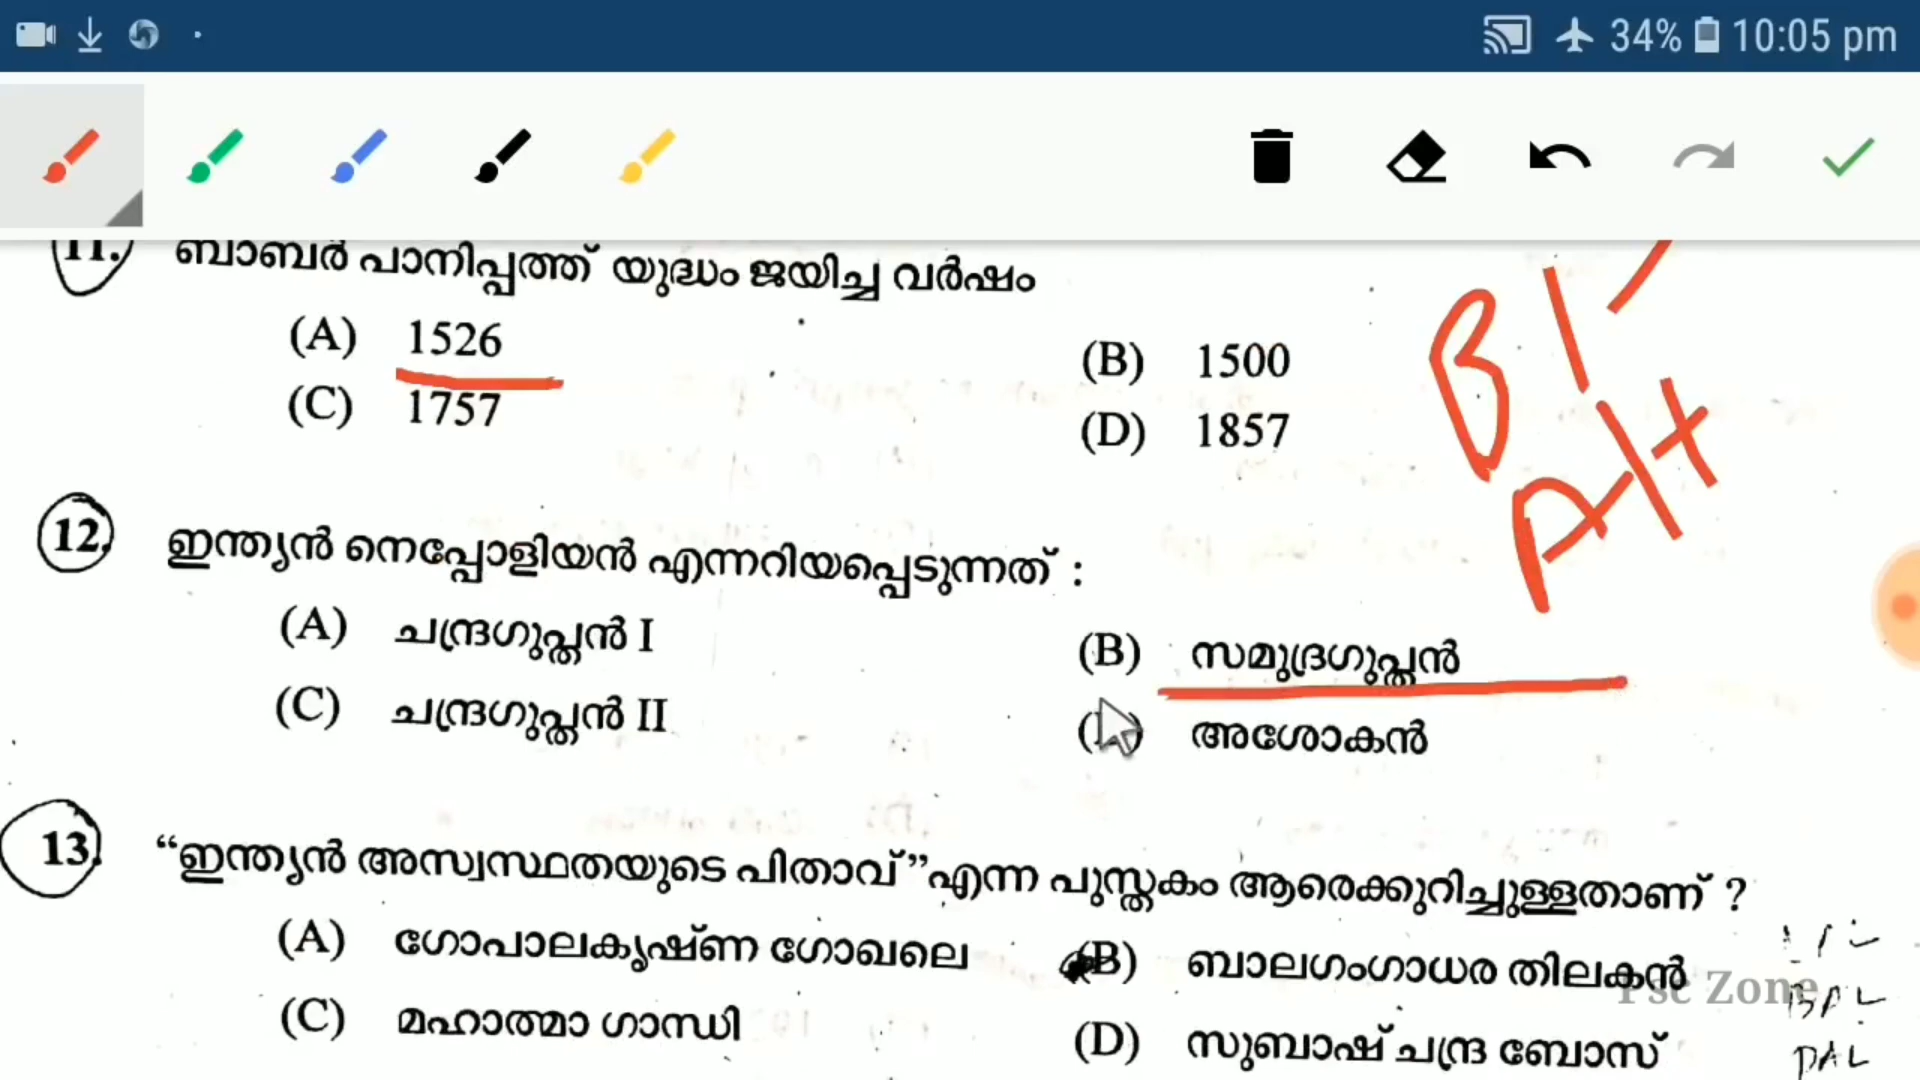 34% 10:05 pm
11. ബാബർ പാനിപ്പത്ത് യുദ്ധം ജയിച്ച വർഷം
(A) 1526 (B) 1500
(C) 1757 (D) 1857
12. ഇന്ത്യൻ നെപ്പോളിയൻ എന്നറിയപ്പെടുന്നത് :
(A) ചന്ദ്രഗുപ്തൻ I (B) സമുദ്രഗുപ്തൻ
(C) ചന്ദ്രഗുപ്തൻ II (D) അശോകൻ
13. “ഇന്ത്യൻ അസ്വസ്ഥതയുടെ പിതാവ്”എന്ന പുസ്തകം ആരെക്കുറിച്ചുള്ളതാണ് ?
(A) ഗോപാലകൃഷ്ണ ഗോഖലെ (B) ബാലഗംഗാധര തിലകൻ
(C) മഹാത്മാ ഗാന്ധി (D) സുബാഷ് ചന്ദ്ര ബോസ്
Psc Zone
BAL
PAL